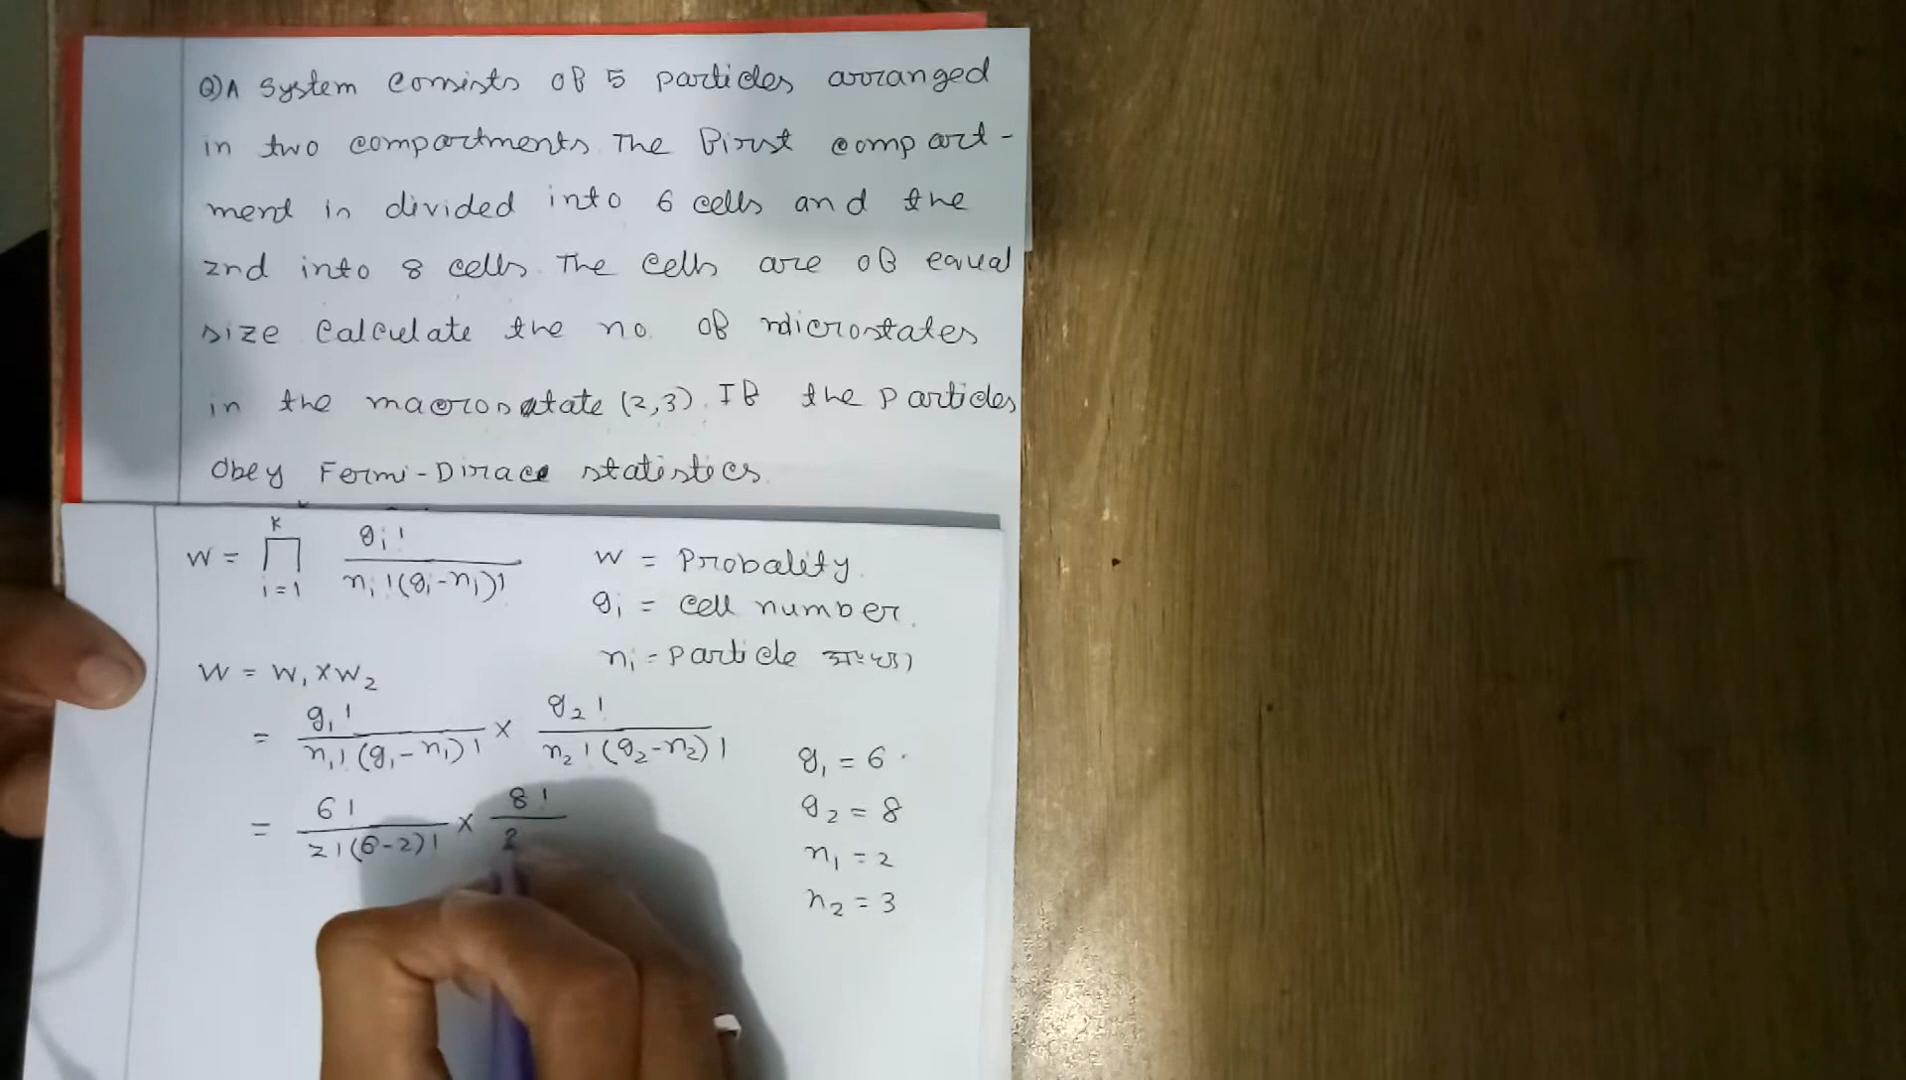 Q) A system consists of 5 particles arranged
in two compartments. The first compart-
ment is divided into 6 cells and the
2nd into 8 cells. The cells are of equal
size calculate the no. of microstates
in the macrostate (2,3). If the particles
obey Fermi-Dirac statistics.
W = ∏ᵢ₌₁ᵏ gᵢ! / nᵢ!(gᵢ-nᵢ)!
W = Probality.
gᵢ = cell number.
nᵢ = particle সংখ্যা
W = W₁ × W₂
= g₁! / n₁!(g₁-n₁)! × g₂! / n₂!(g₂-n₂)!
= 6! / 2!(6-2)! × 8! /
g₁ = 6
g₂ = 8
n₁ = 2
n₂ = 3